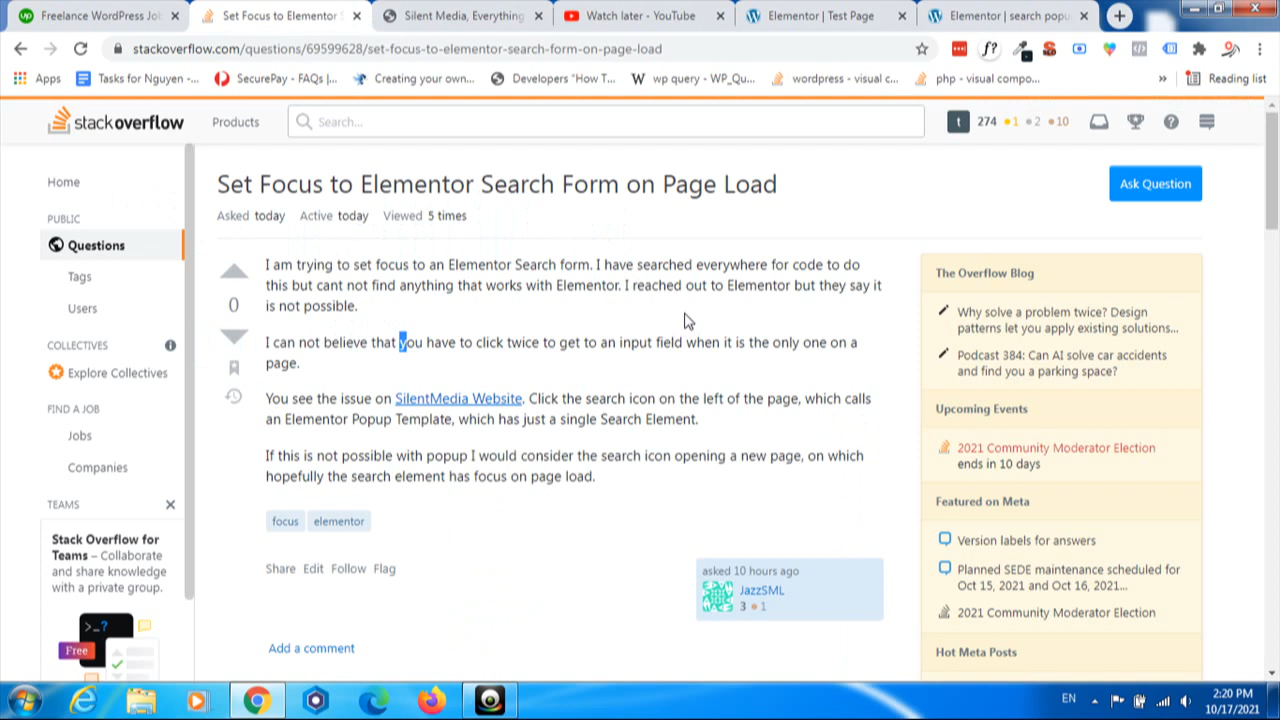 Freelance WordPress Jo
Set Focus to Elementor S
Silent Media, Everything
Watch later - YouTube
Elementor | Test Page
Elementor | search popu
stackoverflow.com/questions/69599628/set-focus-to-elementor-search-form-on-page-load
Apps
Tasks for Nguyen -...
SecurePay - FAQs |...
Creating your own...
Developers "How T...
wp query - WP_Qu...
wordpress - visual c...
php - visual compo...
»
Reading list
stackoverflow
Products
Search...
t
274
1
2
10
Home
PUBLIC
Questions
Tags
Users
COLLECTIVES
Explore Collectives
FIND A JOB
Jobs
Companies
TEAMS
Stack Overflow for
Teams – Collaborate
and share knowledge
with a private group.
>_?
Free
Set Focus to Elementor Search Form on Page Load
Ask Question
Asked today Active today Viewed 5 times
0
I am trying to set focus to an Elementor Search form. I have searched everywhere for code to do
this but cant not find anything that works with Elementor. I reached out to Elementor but they say it
is not possible.
I can not believe that you have to click twice to get to an input field when it is the only one on a
page.
You see the issue on SilentMedia Website. Click the search icon on the left of the page, which calls
an Elementor Popup Template, which has just a single Search Element.
If this is not possible with popup I would consider the search icon opening a new page, on which
hopefully the search element has focus on page load.
focus
elementor
Share Edit Follow Flag
asked 10 hours ago
JazzSML
3 1
Add a comment
The Overflow Blog
Why solve a problem twice? Design
patterns let you apply existing solutions...
Podcast 384: Can AI solve car accidents
and find you a parking space?
Upcoming Events
2021 Community Moderator Election
ends in 10 days
Featured on Meta
Version labels for answers
Planned SEDE maintenance scheduled for
Oct 15, 2021 and Oct 16, 2021...
2021 Community Moderator Election
Hot Meta Posts
EN
2:20 PM
10/17/2021